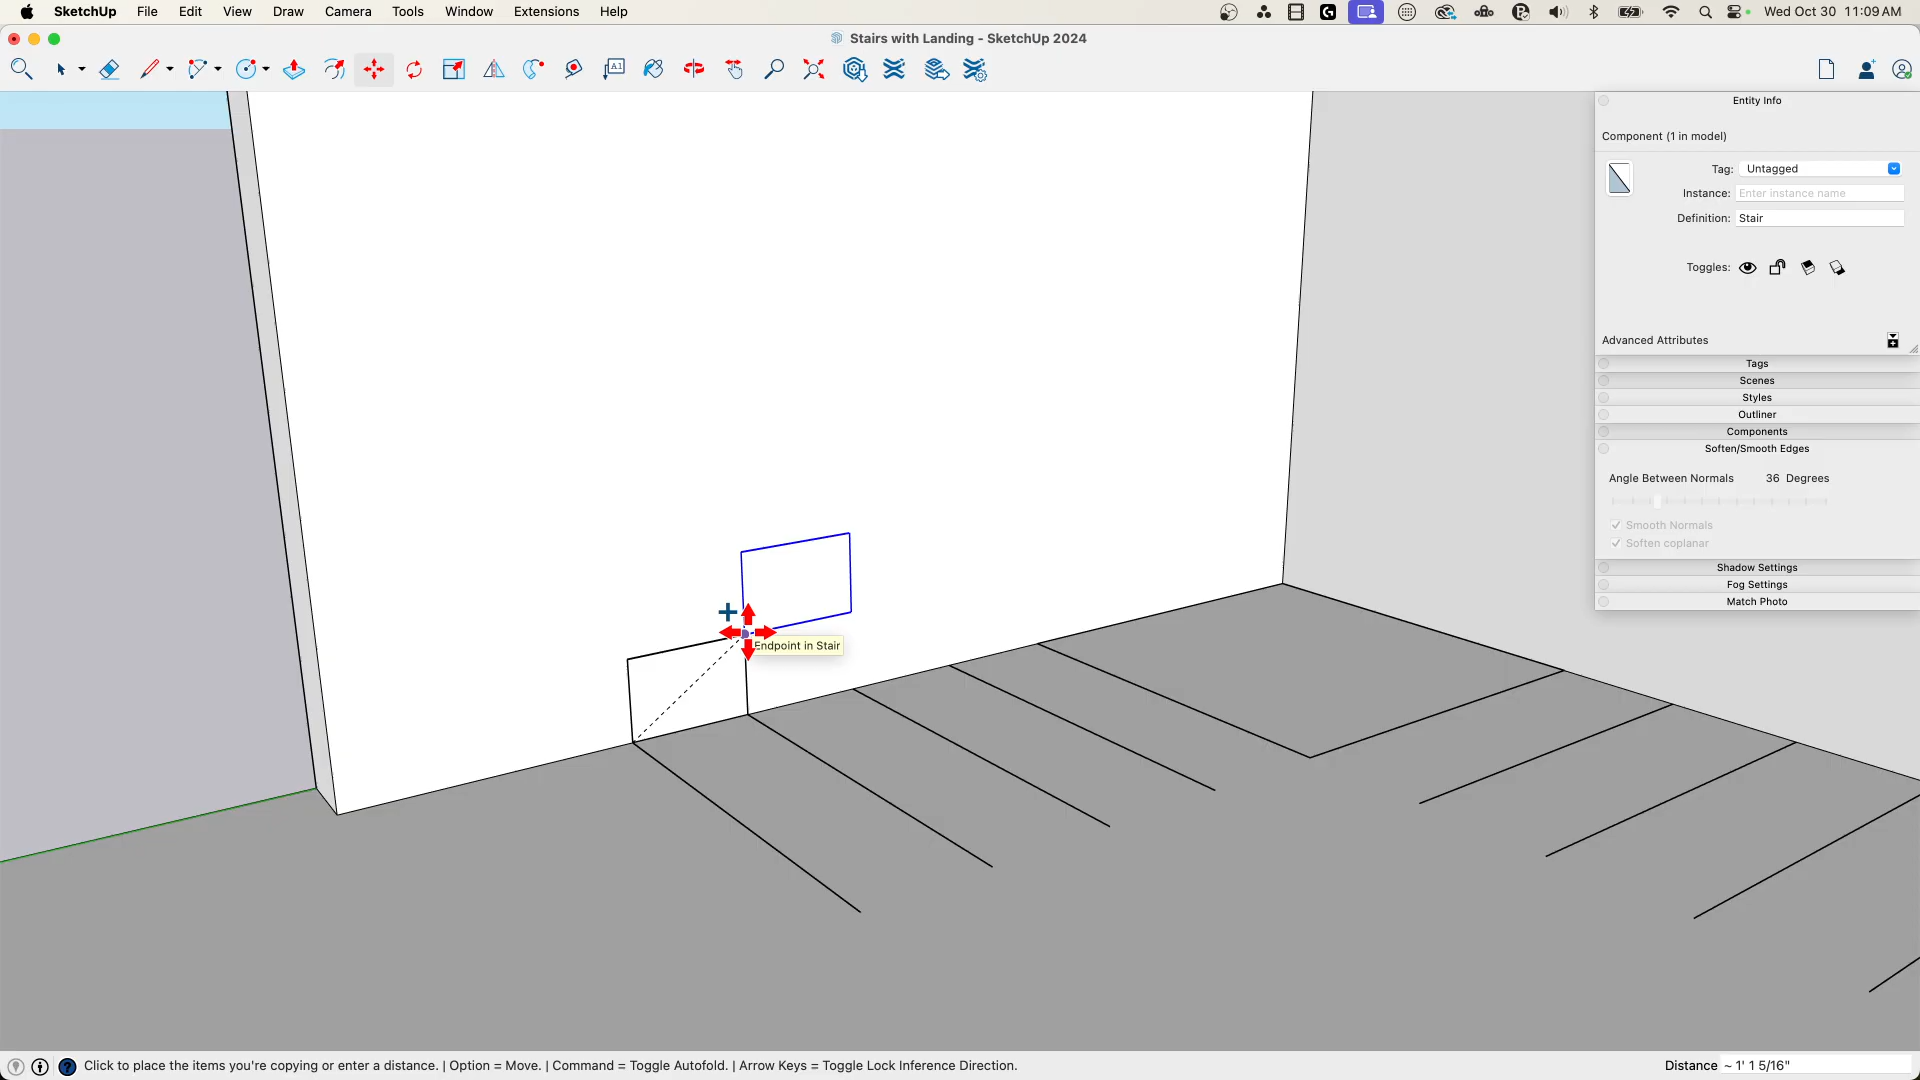 SketchUp File Edit View Draw Camera Tools Window Extensions Help Wed Oct 30 11:09 AM
Stairs with Landing - SketchUp 2024
A1
Entity Info
Component (1 in model)
Tag: Untagged
Instance: Enter instance name
Definition: Stair
Toggles:
Advanced Attributes
Tags
Scenes
Styles
Outliner
Components
Soften/Smooth Edges
Angle Between Normals 36 Degrees
Smooth Normals
Soften coplanar
Shadow Settings
Fog Settings
Match Photo
Endpoint in Stair
Click to place the items you're copying or enter a distance. | Option = Move. | Command = Toggle Autofold. | Arrow Keys = Toggle Lock Inference Direction. Distance ~ 1' 1 5/16"